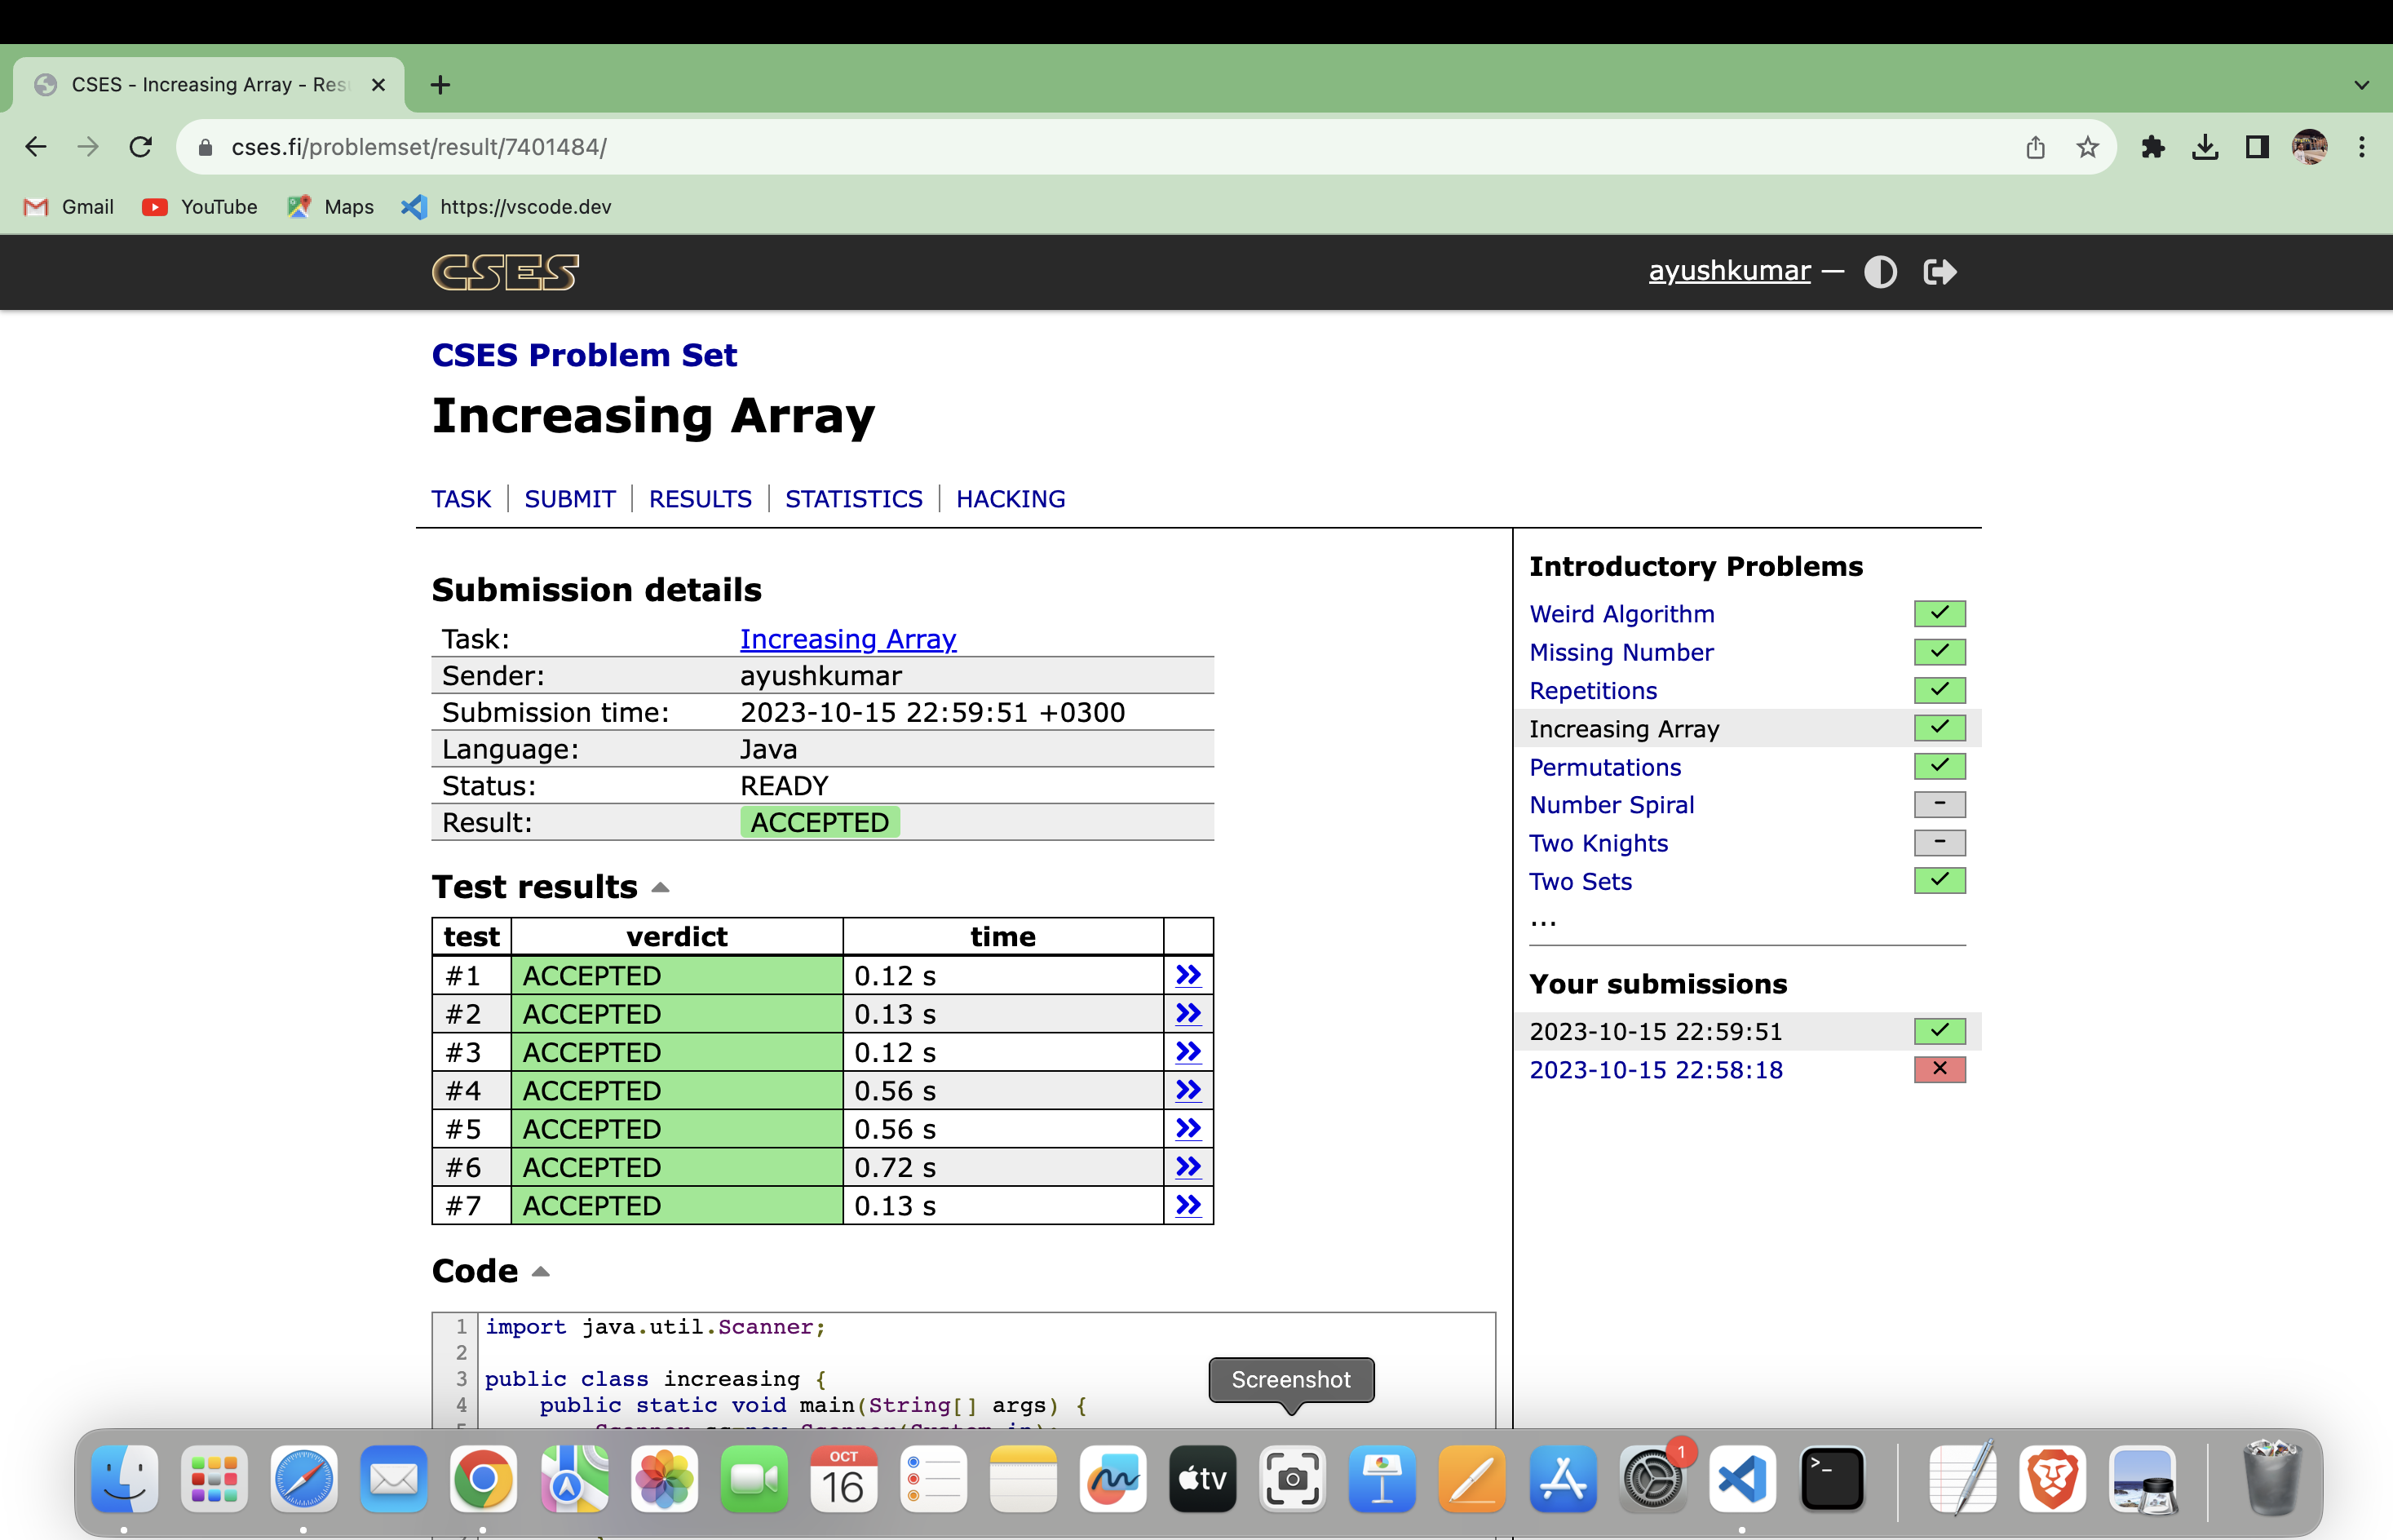 CSES - Increasing Array - Res
cses.fi/problemset/result/7401484/
Gmail YouTube Maps https://vscode.dev
CSES ayushkumar —
CSES Problem Set
Increasing Array
TASK | SUBMIT | RESULTS | STATISTICS | HACKING
Submission details
Task: Increasing Array
Sender: ayushkumar
Submission time: 2023-10-15 22:59:51 +0300
Language: Java
Status: READY
Result: ACCEPTED
Test results
test verdict time
#1 ACCEPTED 0.12 s >>
#2 ACCEPTED 0.13 s >>
#3 ACCEPTED 0.12 s >>
#4 ACCEPTED 0.56 s >>
#5 ACCEPTED 0.56 s >>
#6 ACCEPTED 0.72 s >>
#7 ACCEPTED 0.13 s >>
Code
1 import java.util.Scanner;
2
3 public class increasing {
4 public static void main(String[] args) {
Introductory Problems
Weird Algorithm
Missing Number
Repetitions
Increasing Array
Permutations
Number Spiral
Two Knights
Two Sets
...
Your submissions
2023-10-15 22:59:51
2023-10-15 22:58:18
Screenshot
OCT
16
tv
1
>_